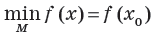 min f(x) = f(x₀)
M